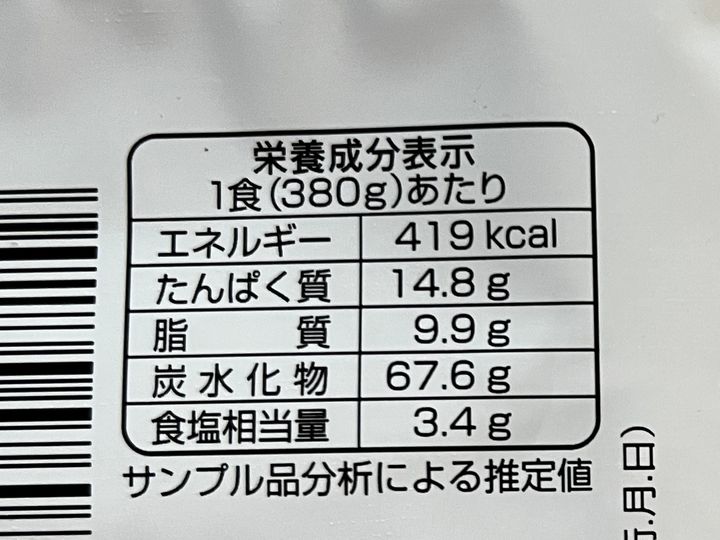 栄養成分表示
1食(380g)あたり
エネルギー 419 kcal
たんぱく質 14.8 g
脂質 9.9 g
炭水化物 67.6 g
食塩相当量 3.4 g
サンプル品分析による推定値
.月.日)